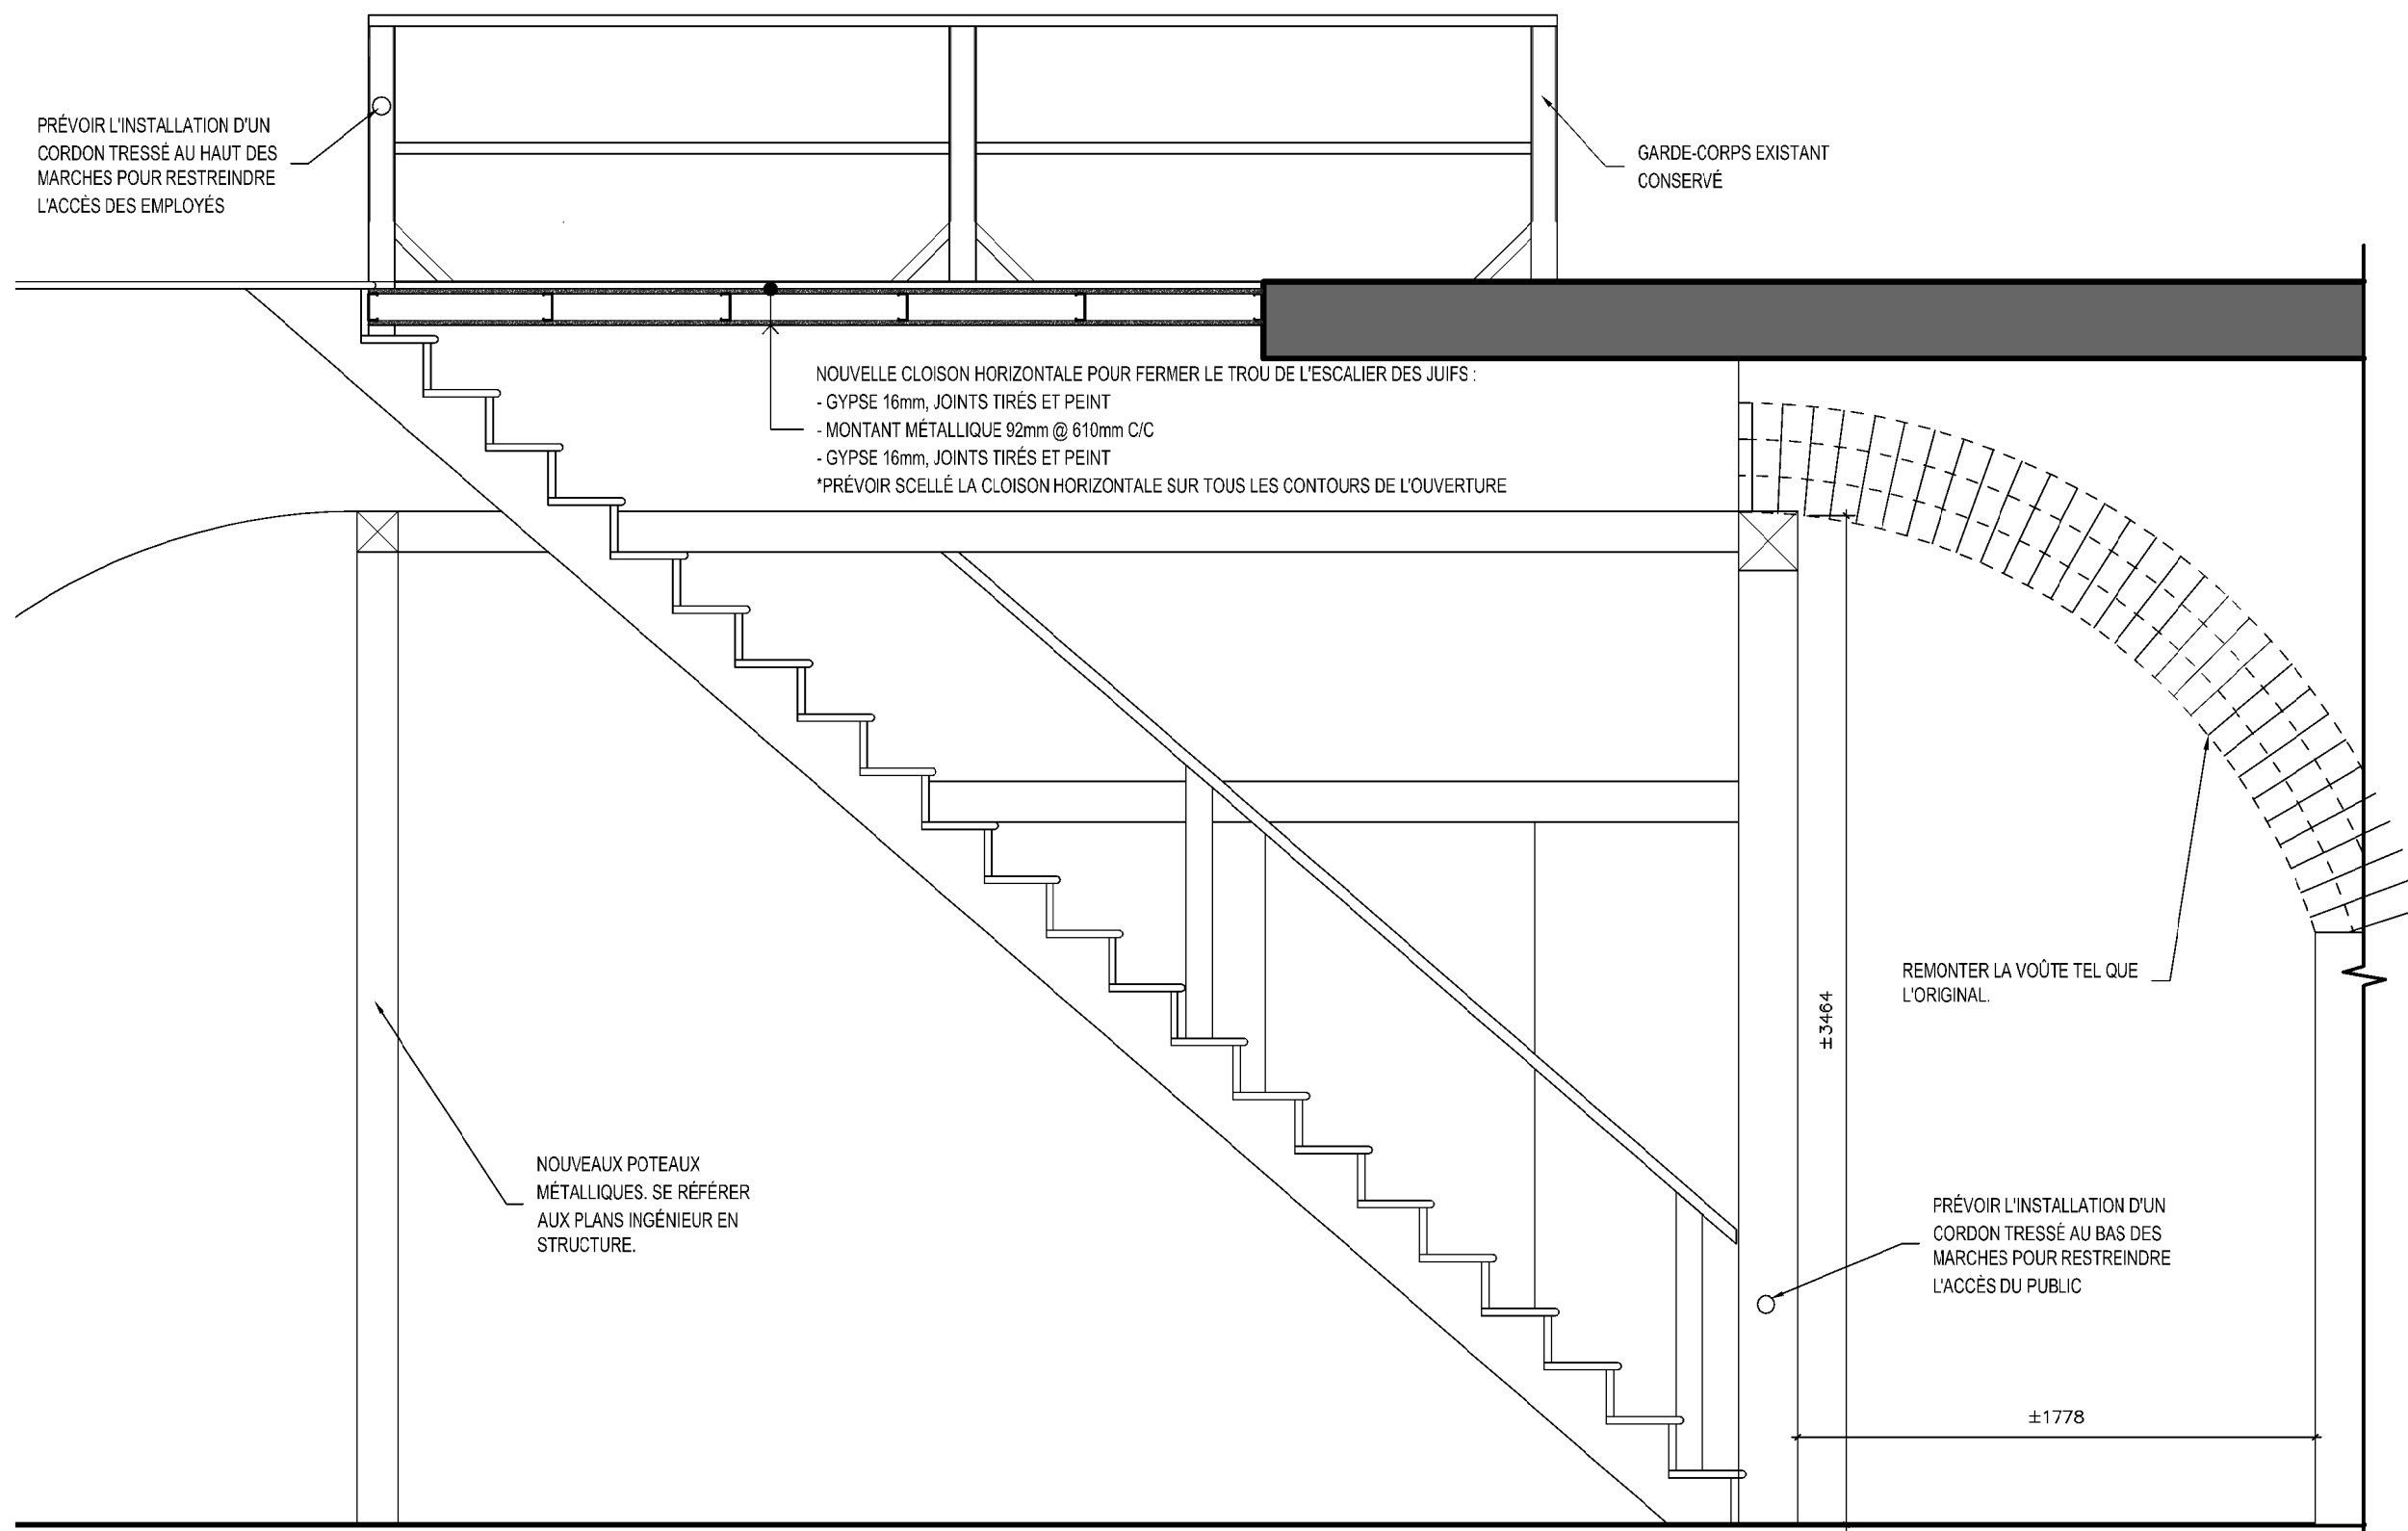 PRÉVOIR L'INSTALLATION D'UN
CORDON TRESSÉ AU HAUT DES
MARCHES POUR RESTREINDRE
L'ACCÈS DES EMPLOYÉS
GARDE-CORPS EXISTANT
CONSERVÉ
NOUVELLE CLOISON HORIZONTALE POUR FERMER LE TROU DE L'ESCALIER DES JUIFS :
- GYPSE 16mm, JOINTS TIRÉS ET PEINT
- MONTANT MÉTALLIQUE 92mm @ 610mm C/C
- GYPSE 16mm, JOINTS TIRÉS ET PEINT
*PRÉVOIR SCELLÉ LA CLOISON HORIZONTALE SUR TOUS LES CONTOURS DE L'OUVERTURE
REMONTER LA VOÛTE TEL QUE
L'ORIGINAL.
±3464
NOUVEAUX POTEAUX
MÉTALLIQUES. SE RÉFÉRER
AUX PLANS INGÉNIEUR EN
STRUCTURE.
PRÉVOIR L'INSTALLATION D'UN
CORDON TRESSÉ AU BAS DES
MARCHES POUR RESTREINDRE
L'ACCÈS DU PUBLIC
±1778